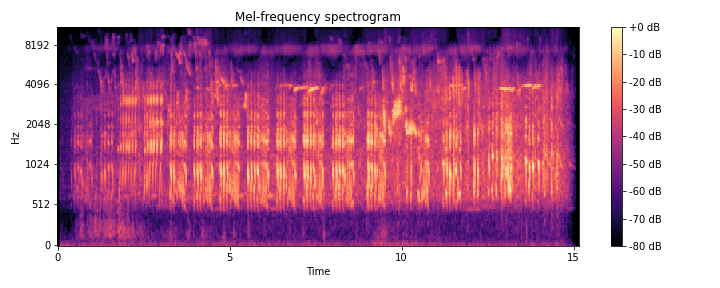 Mel-frequency spectrogram
Hz
8192
4096
2048
1024
512
0
0
5
10
15
Time
+0 dB
-10 dB
-20 dB
-30 dB
-40 dB
-50 dB
-60 dB
-70 dB
-80 dB